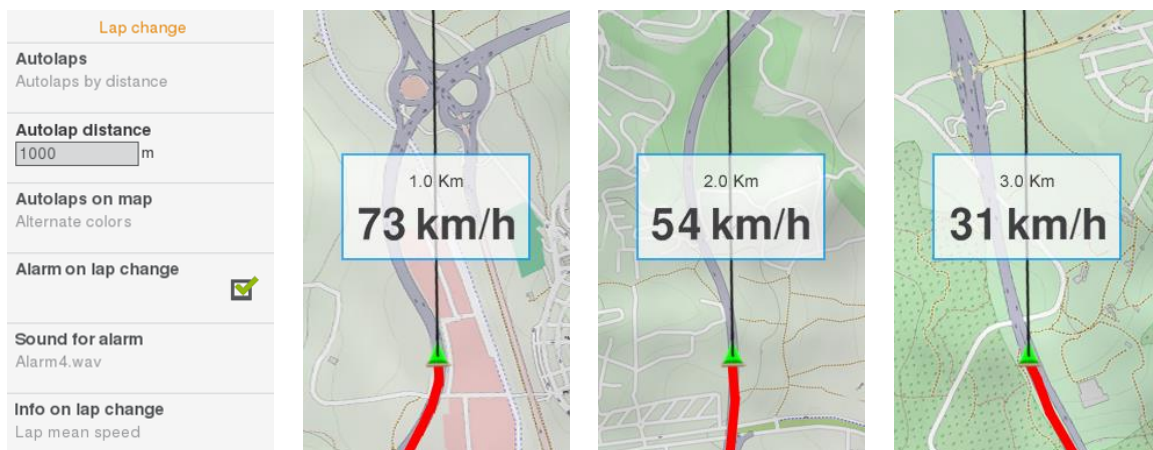 Lap change
Autolaps
Autolaps by distance
Autolap distance
1000 m
Autolaps on map
Alternate colors
Alarm on lap change
Sound for alarm
Alarm4.wav
Info on lap change
Lap mean speed
1.0 Km
73 km/h
2.0 Km
54 km/h
3.0 Km
31 km/h